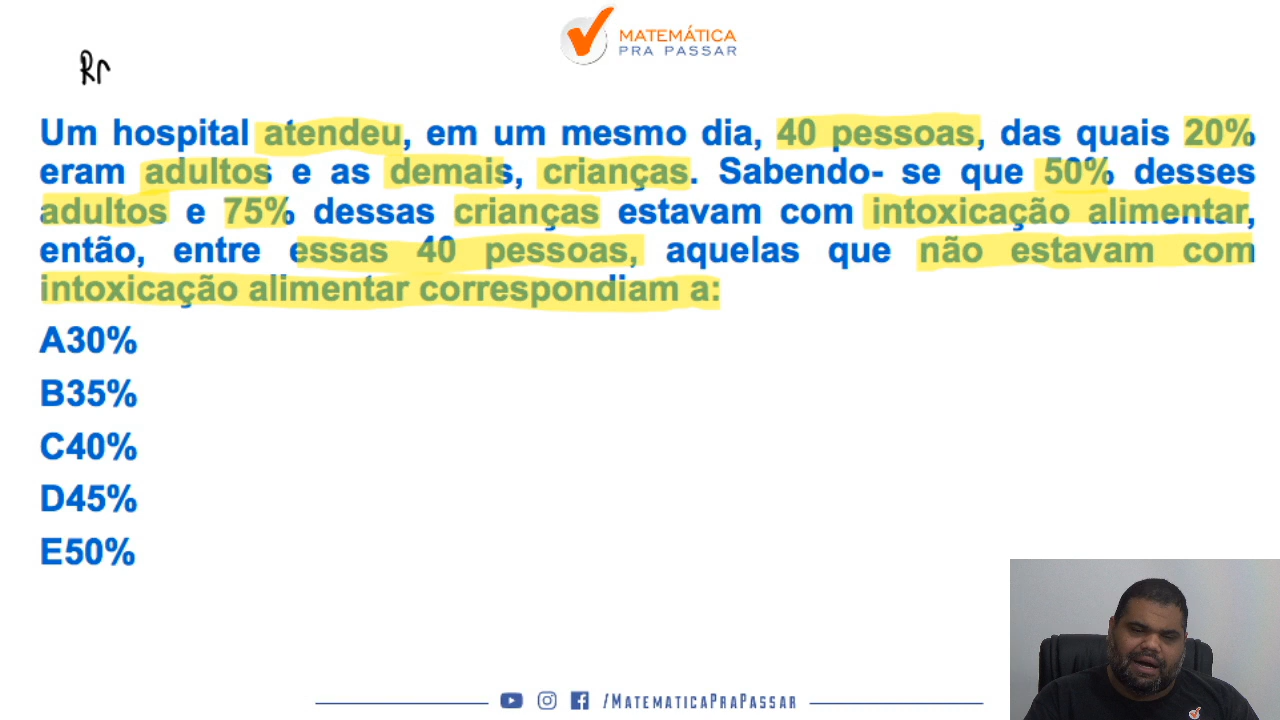 MATEMÁTICA
PRA PASSAR
Um hospital atendeu, em um mesmo dia, 40 pessoas, das quais 20%
eram adultos e as demais, crianças. Sabendo- se que 50% desses
adultos e 75% dessas crianças estavam com intoxicação alimentar,
então, entre essas 40 pessoas, aquelas que não estavam com
intoxicação alimentar correspondiam a:
A30%
B35%
C40%
D45%
E50%
/MATEMATICAPRAPASSAR